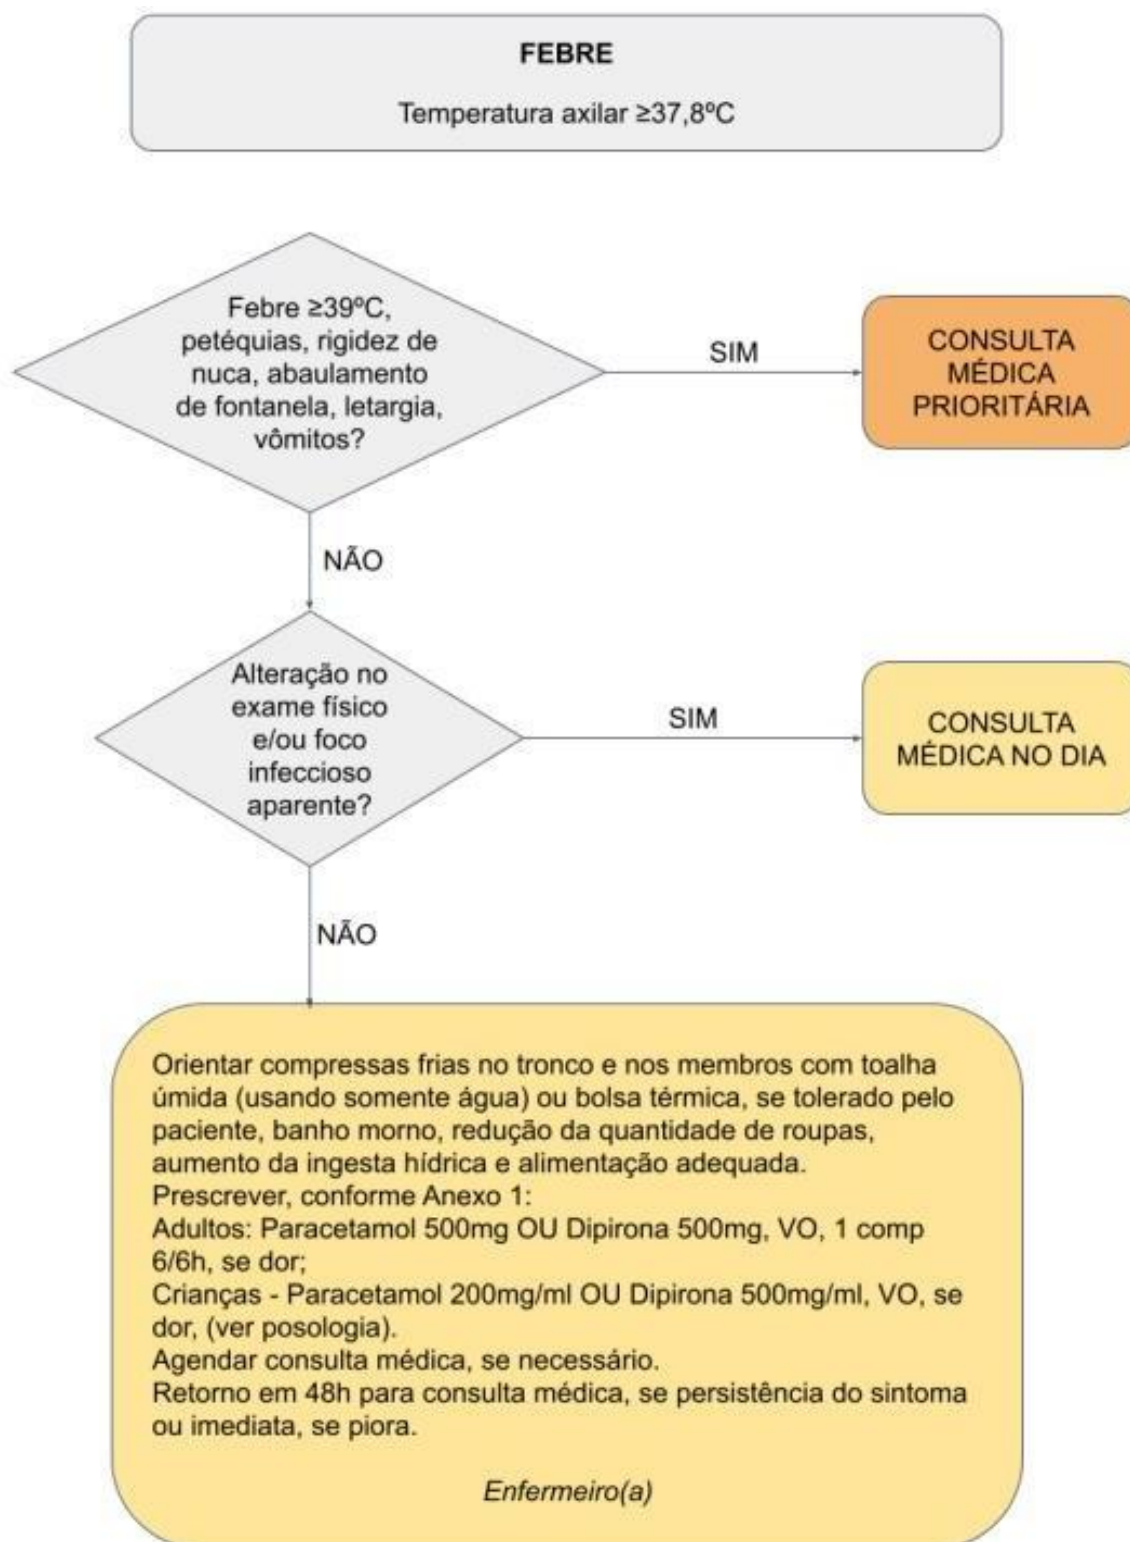 FEBRE
Temperatura axilar ≥37,8ºC
Febre ≥39ºC,
petéquias, rigidez de
nuca, abaulamento
de fontanela, letargia,
vômitos?
SIM
CONSULTA
MÉDICA
PRIORITÁRIA
NÃO
Alteração no
exame físico
e/ou foco
infeccioso
aparente?
SIM
CONSULTA
MÉDICA NO DIA
NÃO
Orientar compressas frias no tronco e nos membros com toalha
úmida (usando somente água) ou bolsa térmica, se tolerado pelo
paciente, banho morno, redução da quantidade de roupas,
aumento da ingesta hídrica e alimentação adequada.
Prescrever, conforme Anexo 1:
Adultos: Paracetamol 500mg OU Dipirona 500mg, VO, 1 comp
6/6h, se dor;
Crianças - Paracetamol 200mg/ml OU Dipirona 500mg/ml, VO, se
dor, (ver posologia).
Agendar consulta médica, se necessário.
Retorno em 48h para consulta médica, se persistência do sintoma
ou imediata, se piora.
Enfermeiro(a)